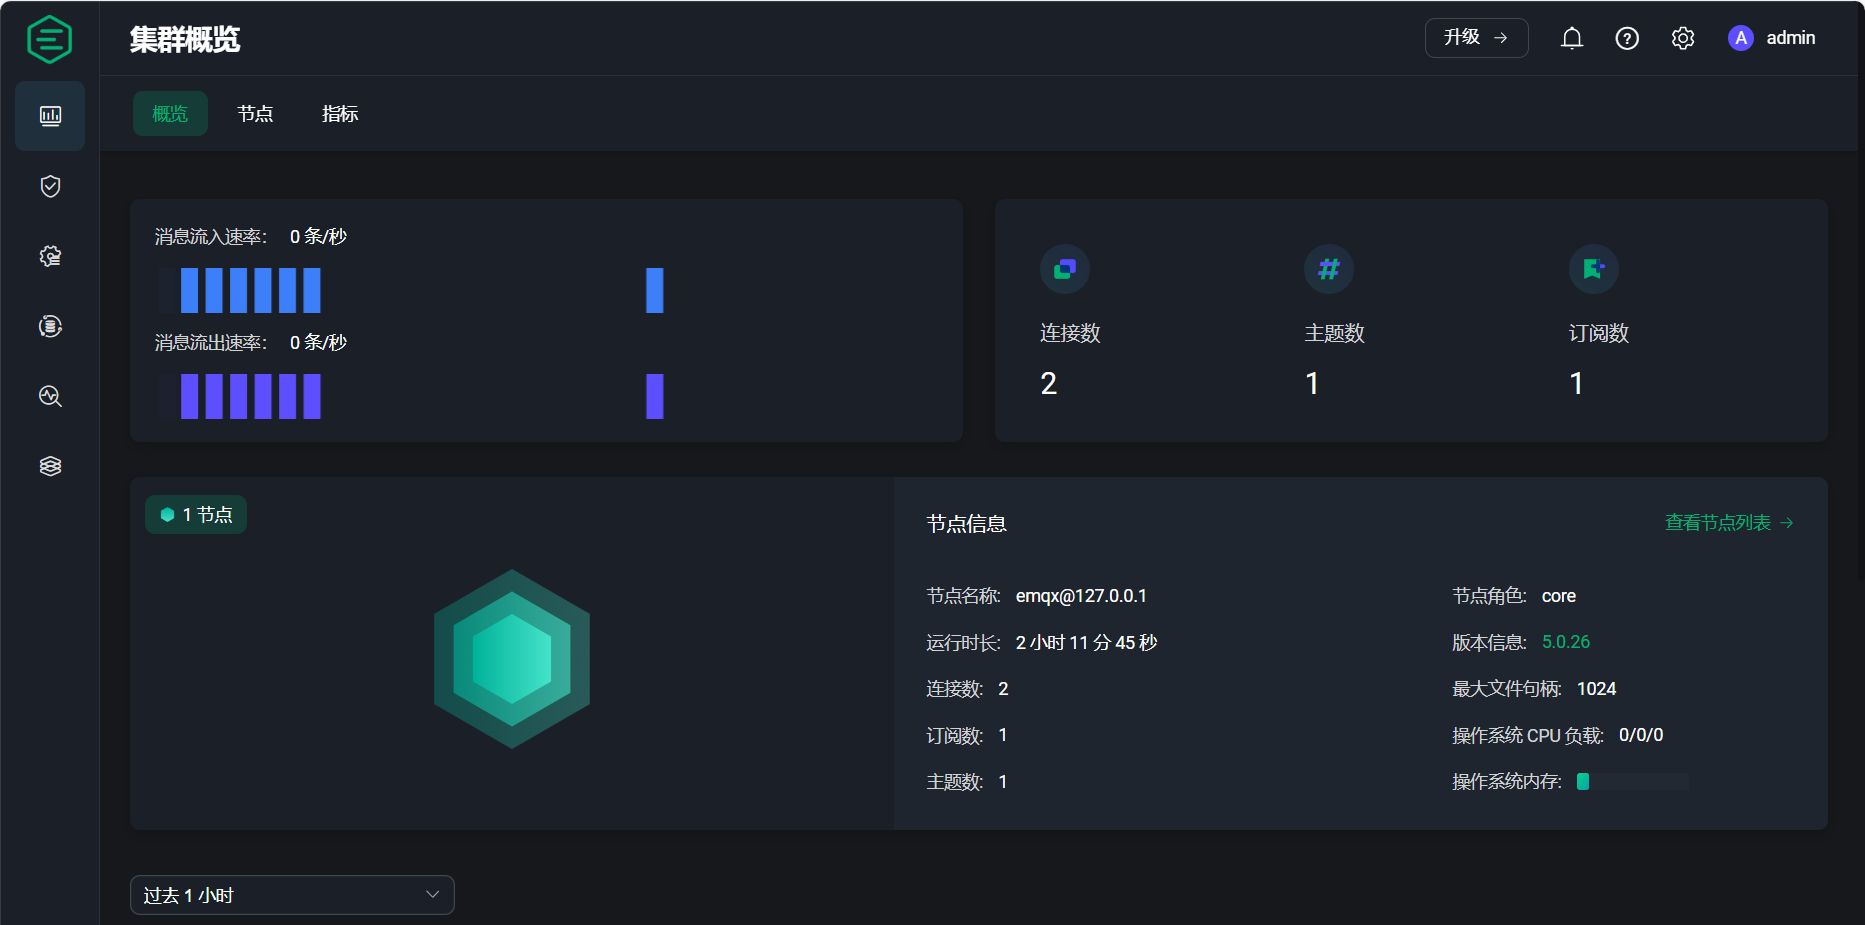 集群概览
升级 →
A admin
概览 节点 指标
消息流入速率： 0 条/秒
消息流出速率： 0 条/秒
连接数 主题数 订阅数
2 1 1
1 节点
节点信息
查看节点列表 →
节点名称: emqx@127.0.0.1
节点角色: core
运行时长: 2 小时 11 分 45 秒
版本信息: 5.0.26
连接数: 2
最大文件句柄: 1024
订阅数: 1
操作系统 CPU 负载: 0/0/0
主题数: 1
操作系统内存:
过去 1 小时